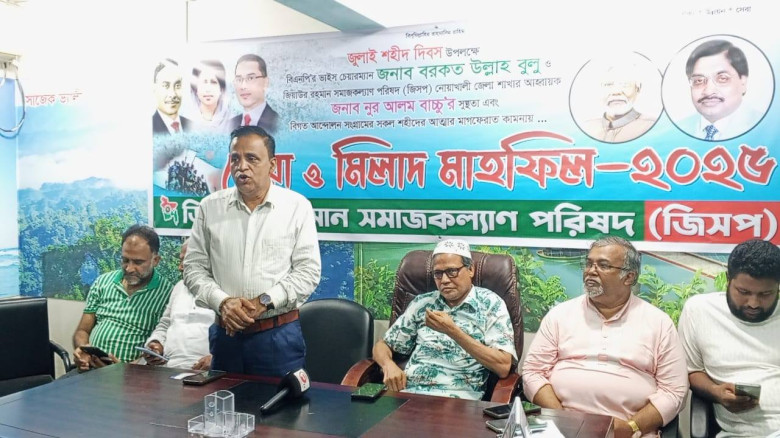 জুলাই শহীদ দিবস উপলক্ষে
বিএনপি'র ভাইস চেয়ারম্যান জনাব বরকত উল্লাহ বুলু ও
জিয়াউর রহমান সমাজকল্যাণ পরিষদ (জিসপ) নোয়াখালী জেলা শাখার আহ্বায়ক
জনাব নুর আলম বাচ্চু'র সুস্থতা এবং
বিগত আন্দোলন সংগ্রামের সকল শহীদের আত্মার মাগফেরাত কামনায় ...
ও মিলাদ মাহফিল-২০২৫
মান সমাজকল্যাণ পরিষদ (জিসপ)
সাজেক